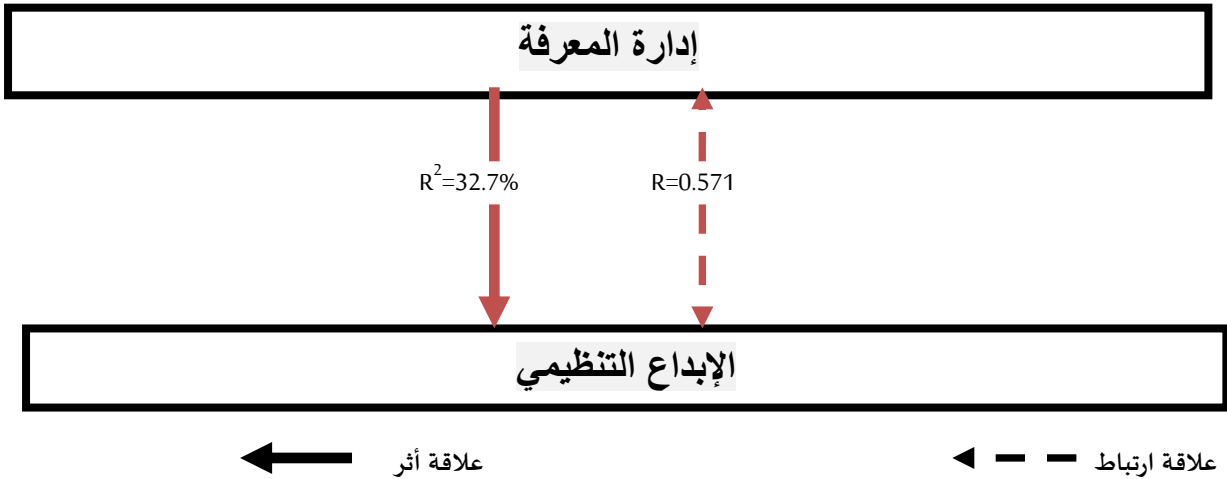 إدارة المعرفة
R²=32.7%
R=0.571
الإبداع التنظيمي
علاقة ارتباط
علاقة أثر